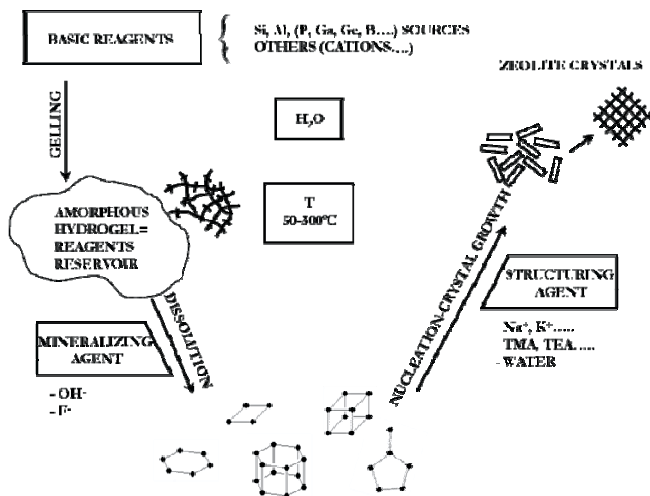 BASIC REAGENTS
Si, Al, (P, Ga, Ge, B....) SOURCES
OTHERS (CATIONS....)
ZEOLITE CRYSTALS
GELLING
H₂O
T
50-300°C
AMORPHOUS
HYDROGEL=
REAGENTS
RESERVOIR
DISSOLUTION
NUCLEATION-CRYSTAL GROWTH
STRUCTURING
AGENT
Na⁺, K⁺.....
TMA, TEA.....
- WATER
MINERALIZING
AGENT
- OH⁻
- F⁻